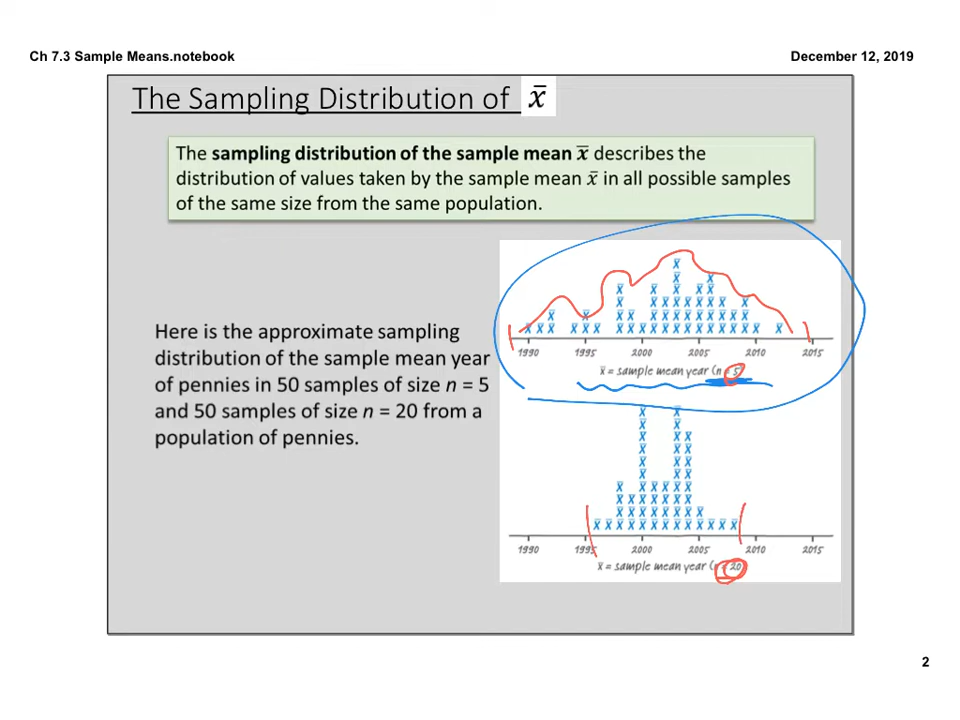 Ch 7.3 Sample Means.notebook
December 12, 2019
The Sampling Distribution of x̅
The sampling distribution of the sample mean x̅ describes the
distribution of values taken by the sample mean x̅ in all possible samples
of the same size from the same population.
Here is the approximate sampling
distribution of the sample mean year
of pennies in 50 samples of size n = 5
and 50 samples of size n = 20 from a
population of pennies.
1990 1995 2000 2005 2010 2015
x̅ = sample mean year (n = 5)
1990 1995 2000 2005 2010 2015
x̅ = sample mean year (n = 20)
2